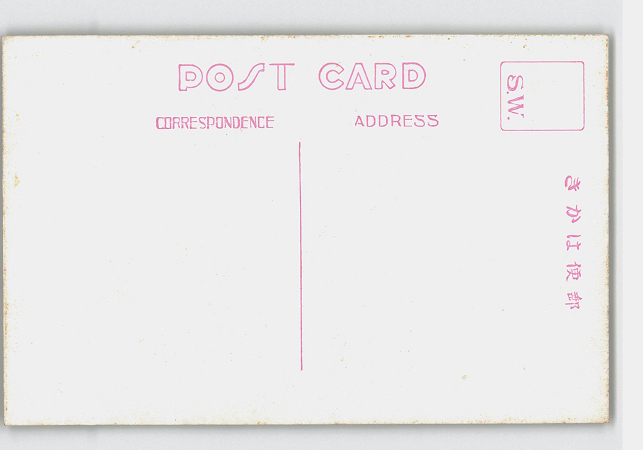 POST CARD
CORRESPONDENCE
ADDRESS
S.W.
きかは便郵